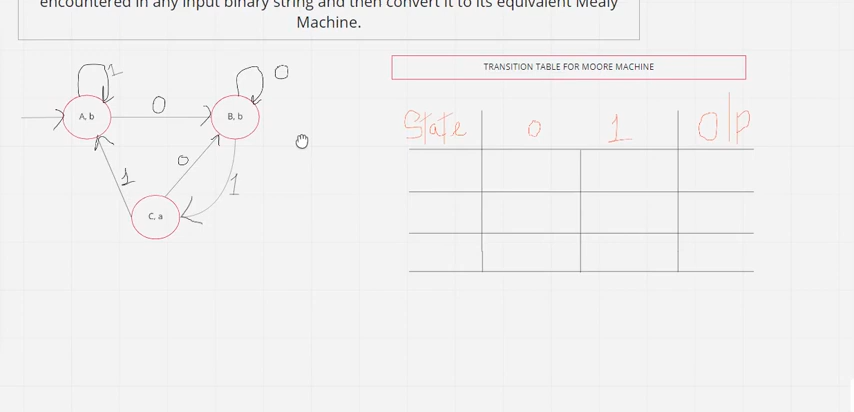 encountered in any input binary string and then convert it to its equivalent Mealy
Machine.
1
0
0
A, b
B, b
1
0
1
C, a
TRANSITION TABLE FOR MOORE MACHINE
State 0 1 O/P